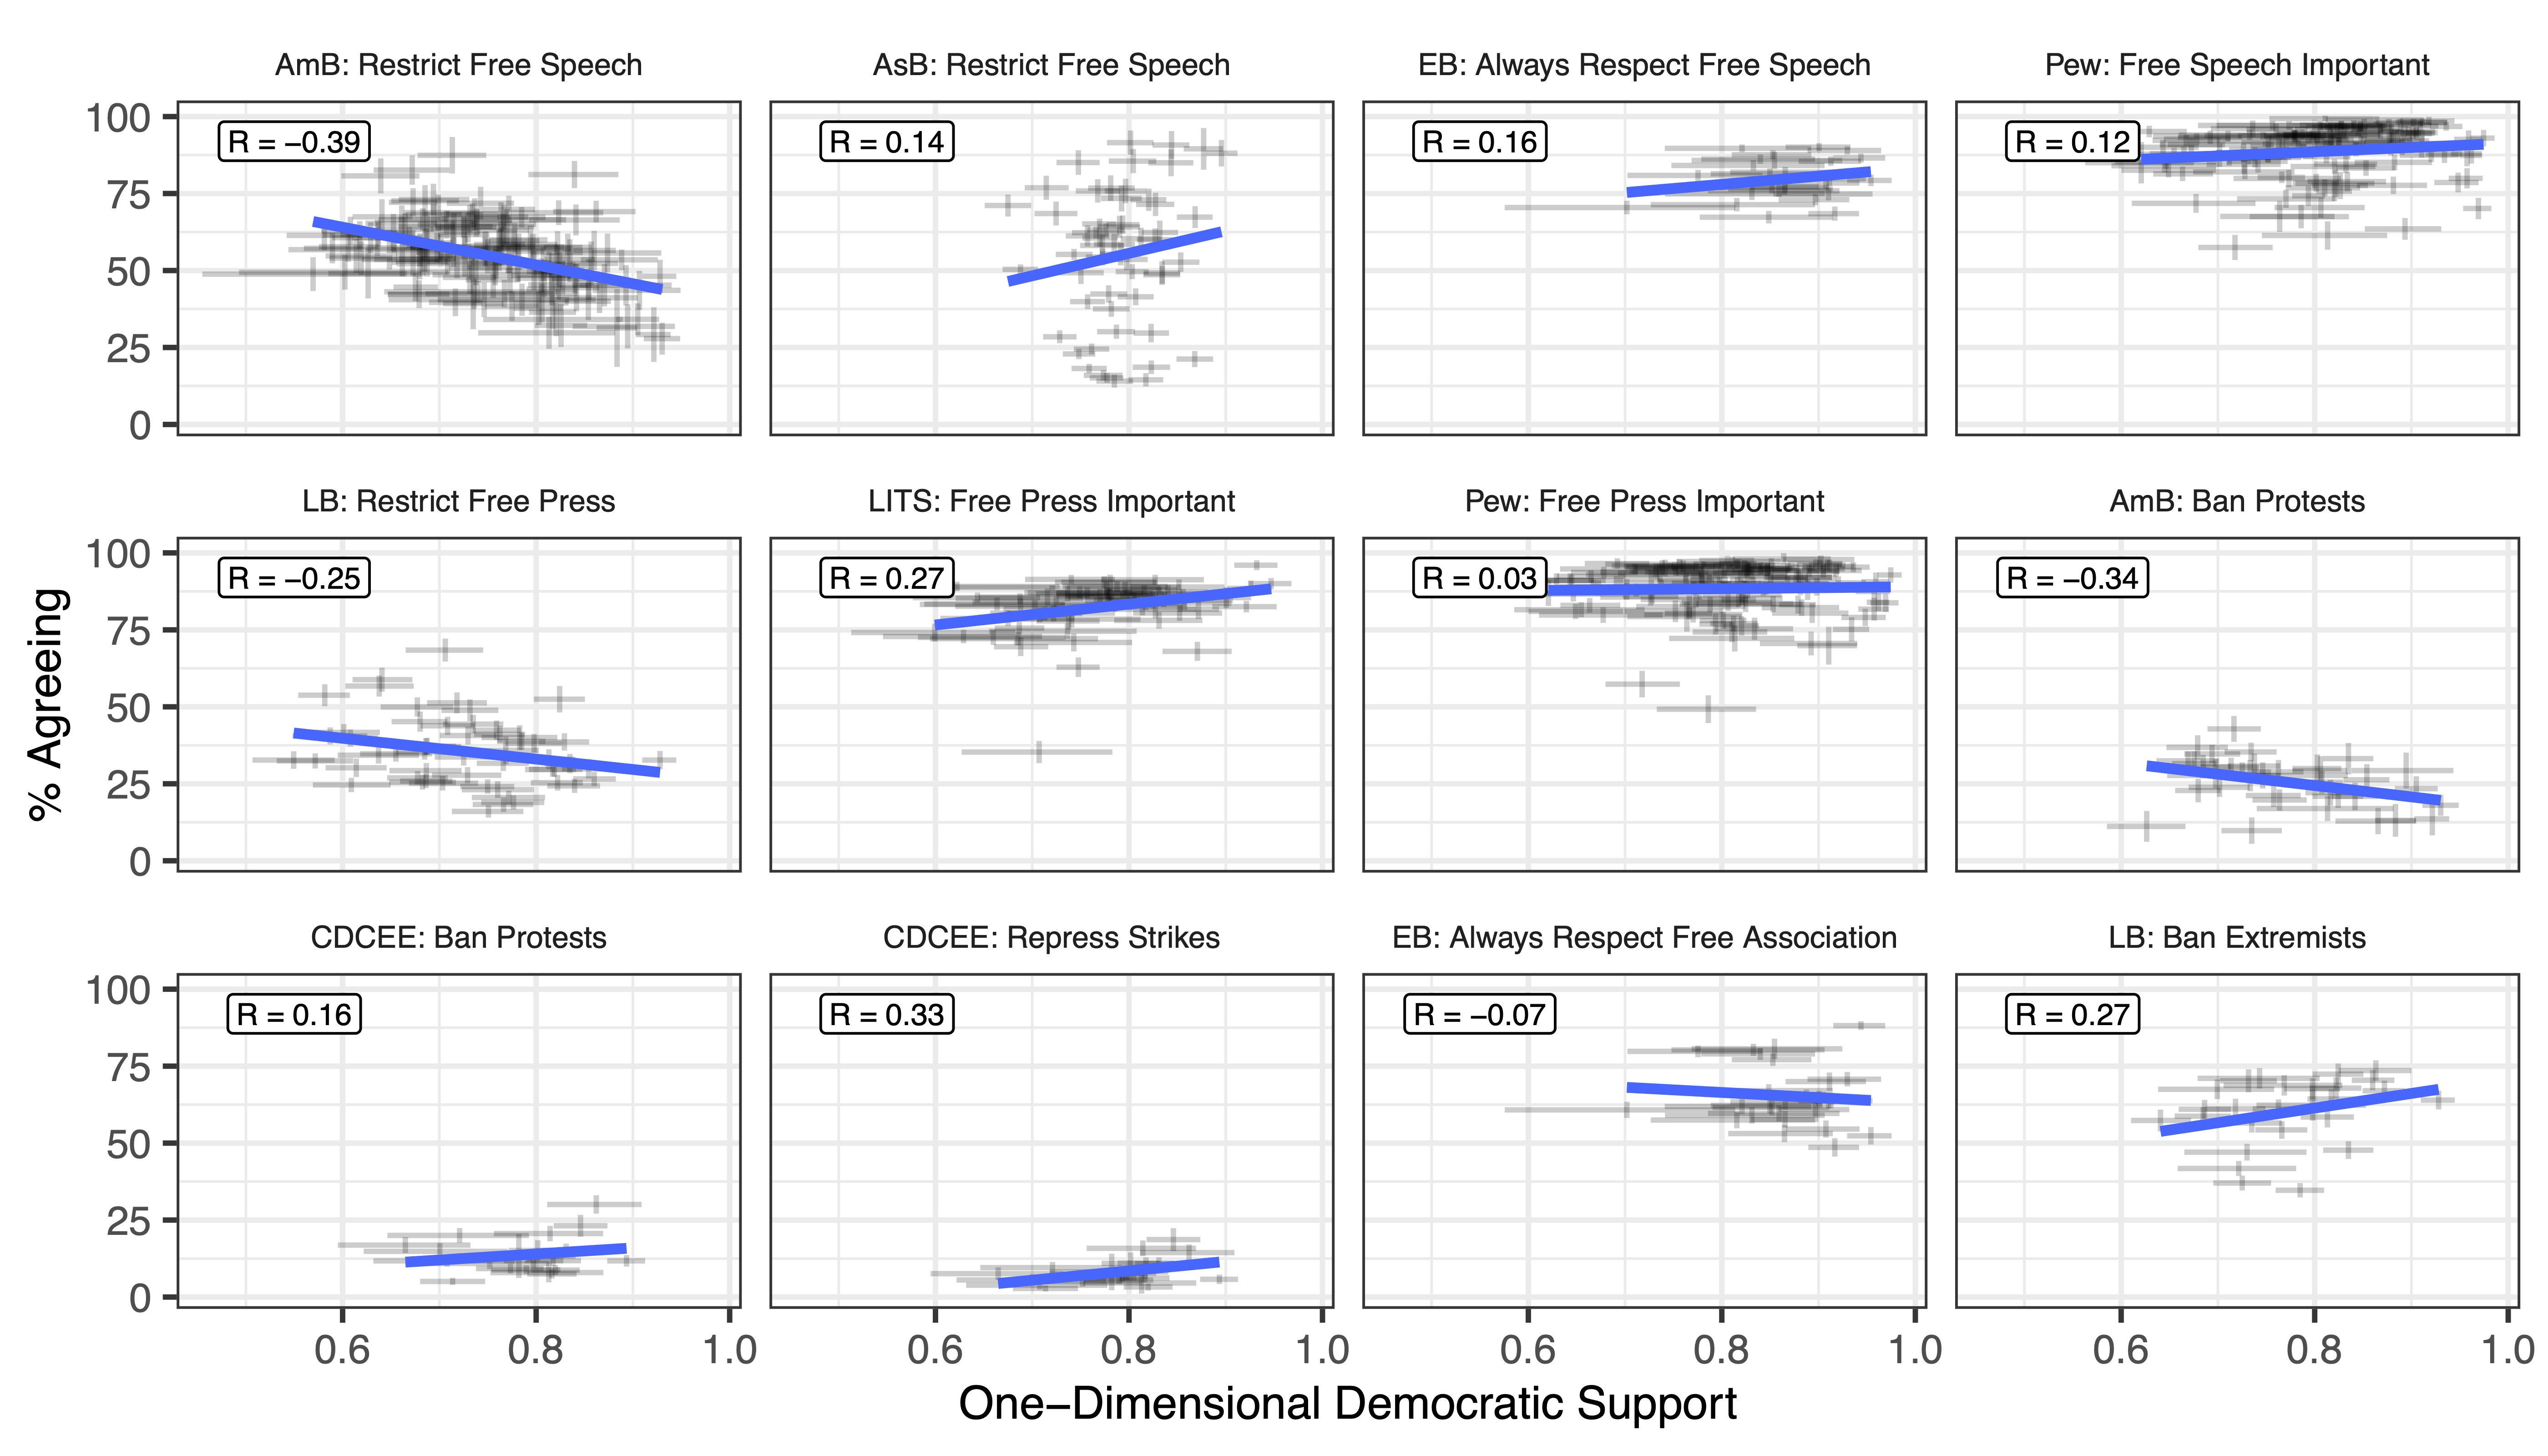 AmB: Restrict Free Speech
AsB: Restrict Free Speech
EB: Always Respect Free Speech
Pew: Free Speech Important
100
75
50
25
0
R = −0.39
R = 0.14
R = 0.16
R = 0.12
LB: Restrict Free Press
LITS: Free Press Important
Pew: Free Press Important
AmB: Ban Protests
100
75
50
25
0
R = −0.25
R = 0.27
R = 0.03
R = −0.34
% Agreeing
CDCEE: Ban Protests
CDCEE: Repress Strikes
EB: Always Respect Free Association
LB: Ban Extremists
100
75
50
25
0
R = 0.16
R = 0.33
R = −0.07
R = 0.27
0.6 0.8 1.0
0.6 0.8 1.0
0.6 0.8 1.0
0.6 0.8 1.0
One−Dimensional Democratic Support